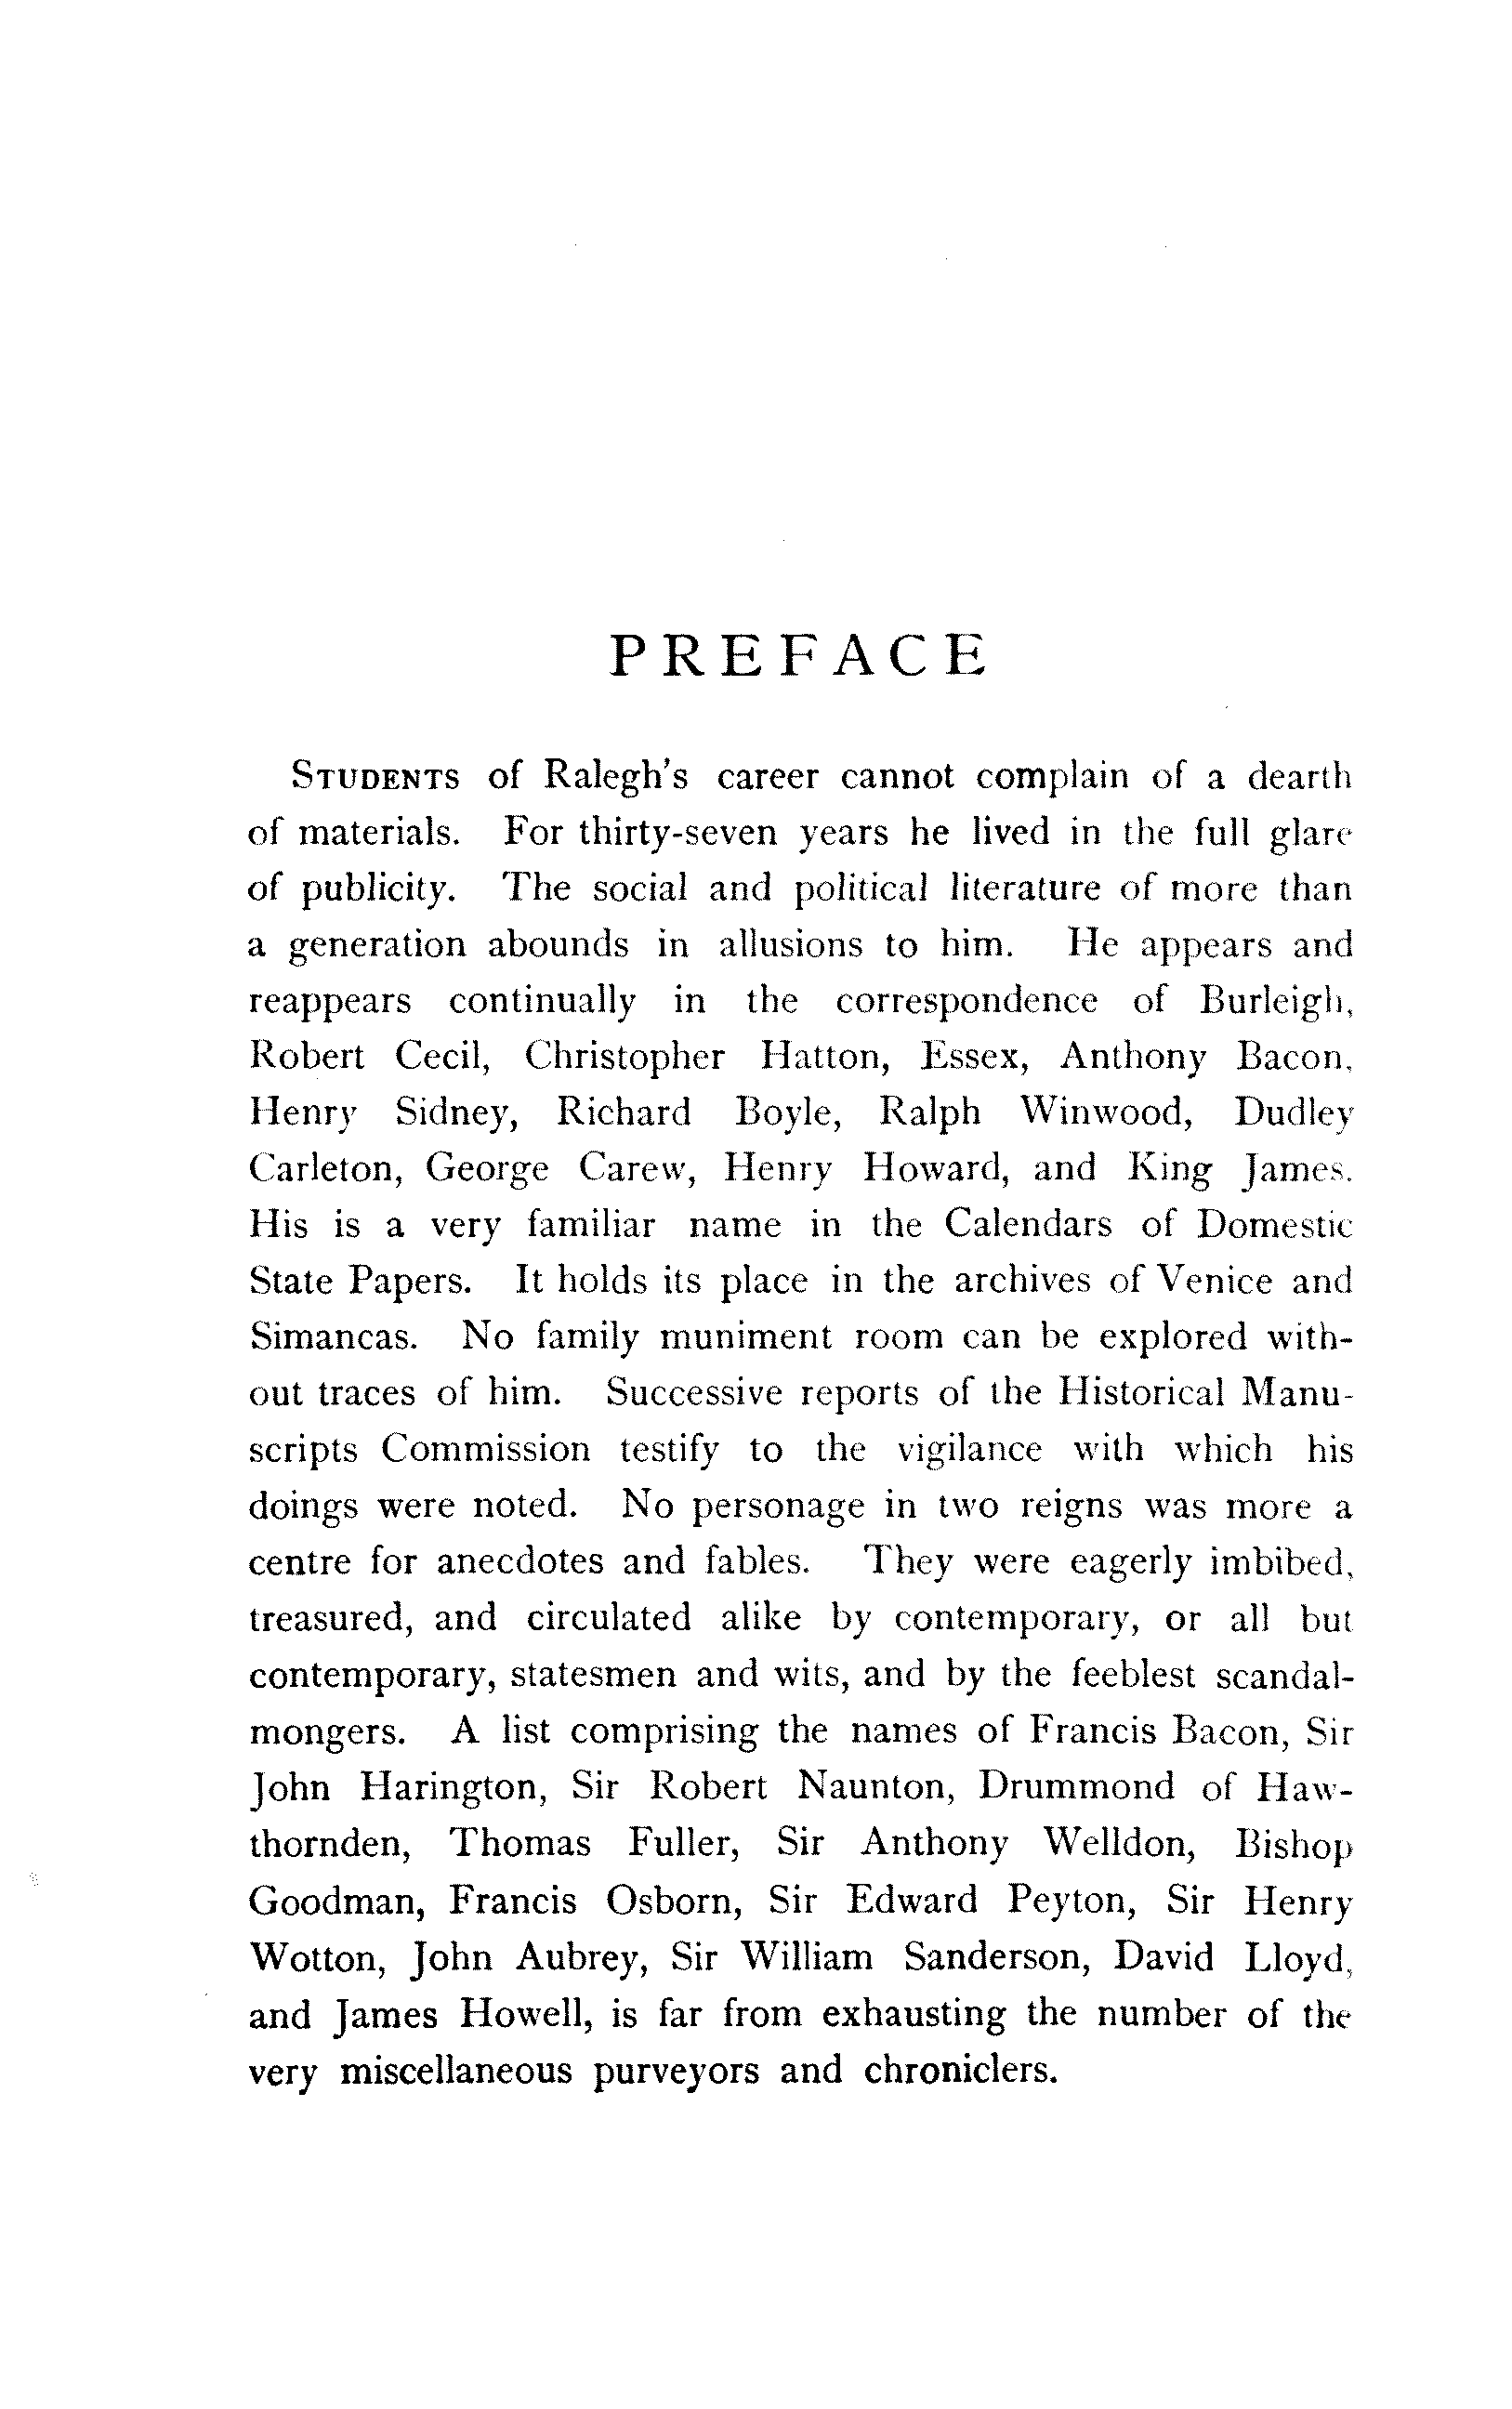 PREFACE
STUDENTS of Ralegh's career cannot complain of a dearth
of materials. For thirty-seven years he lived in the full glare
of publicity. The social and political literature of more than
a generation abounds in allusions to him. He appears and
reappears continually in the correspondence of Burleigh,
Robert Cecil, Christopher Hatton, Essex, Anthony Bacon,
Henry Sidney, Richard Boyle, Ralph Winwood, Dudley
Carleton, George Carew, Henry Howard, and King James.
His is a very familiar name in the Calendars of Domestic
State Papers. It holds its place in the archives of Venice and
Simancas. No family muniment room can be explored with-
out traces of him. Successive reports of the Historical Manu-
scripts Commission testify to the vigilance with which his
doings were noted. No personage in two reigns was more a
centre for anecdotes and fables. They were eagerly imbibed,
treasured, and circulated alike by contemporary, or all but
contemporary, statesmen and wits, and by the feeblest scandal-
mongers. A list comprising the names of Francis Bacon, Sir
John Harington, Sir Robert Naunton, Drummond of Haw-
thornden, Thomas Fuller, Sir Anthony Welldon, Bishop
Goodman, Francis Osborn, Sir Edward Peyton, Sir Henry
Wotton, John Aubrey, Sir William Sanderson, David Lloyd,
and James Howell, is far from exhausting the number of the
very miscellaneous purveyors and chroniclers.